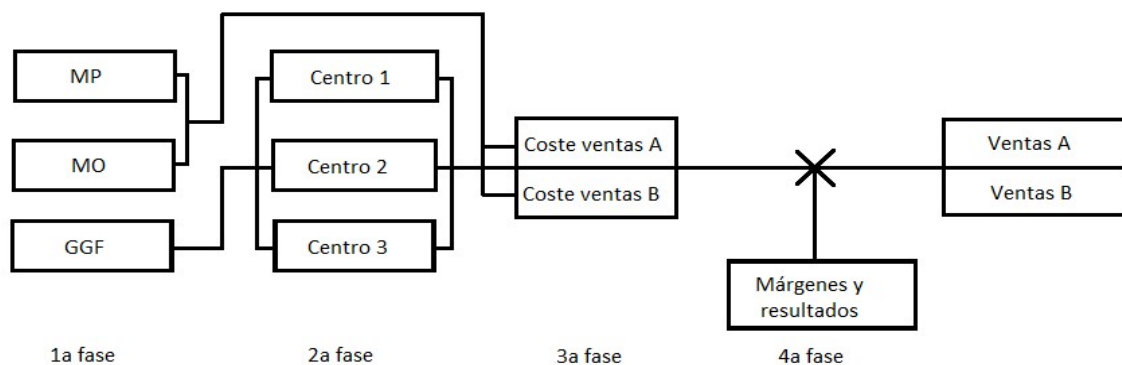 MP
MO
GGF
Centro 1
Centro 2
Centro 3
Coste ventas A
Coste ventas B
Márgenes y
resultados
Ventas A
Ventas B
1a fase
2a fase
3a fase
4a fase